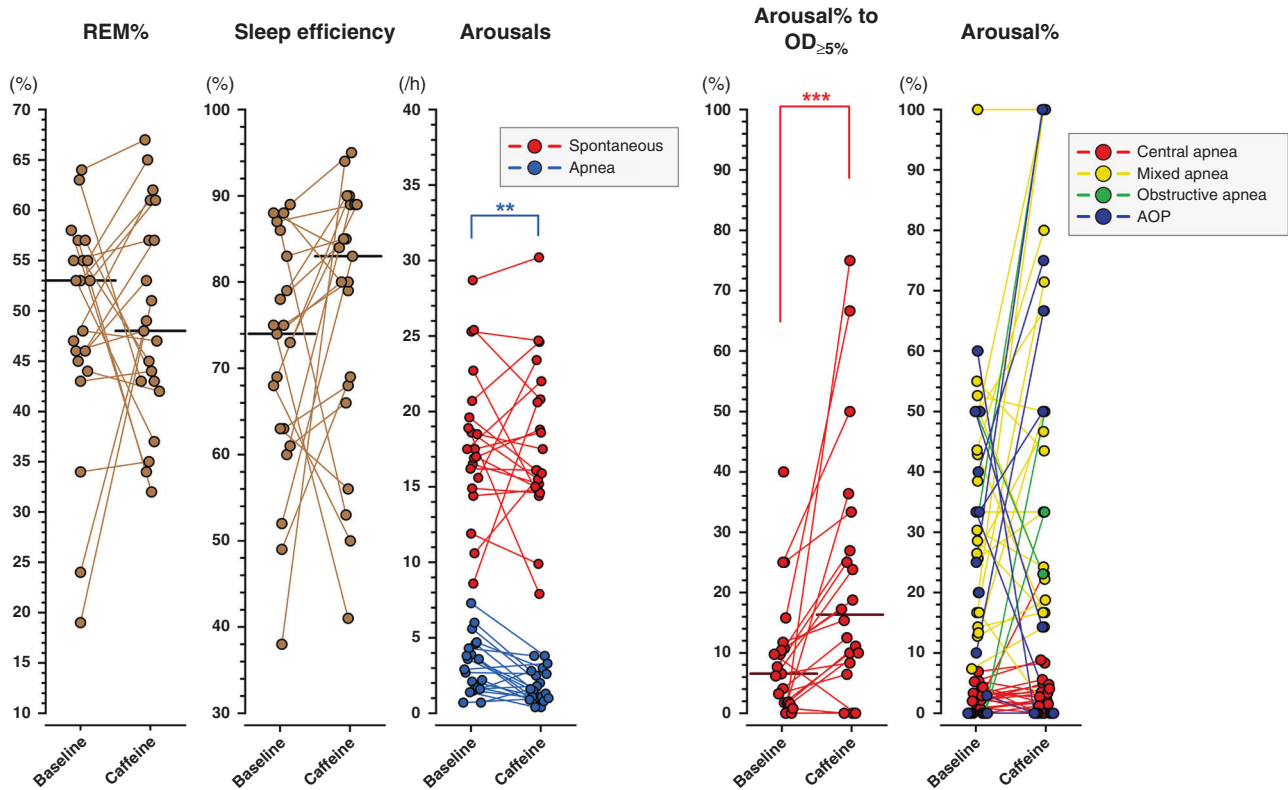 REM%
Sleep efficiency
Arousals
Arousal% to
OD≥5%
Arousal%
(%)
(%)
(/h)
(%)
(%)
70
65
60
55
50
45
40
35
30
25
20
15
10
Baseline
Caffeine
100
90
80
70
60
50
40
30
Baseline
Caffeine
40
35
30
25
20
15
10
5
0
Spontaneous
Apnea
**
Baseline
Caffeine
100
90
80
70
60
50
40
30
20
10
0
***
Baseline
Caffeine
100
90
80
70
60
50
40
30
20
10
0
Central apnea
Mixed apnea
Obstructive apnea
AOP
Baseline
Caffeine